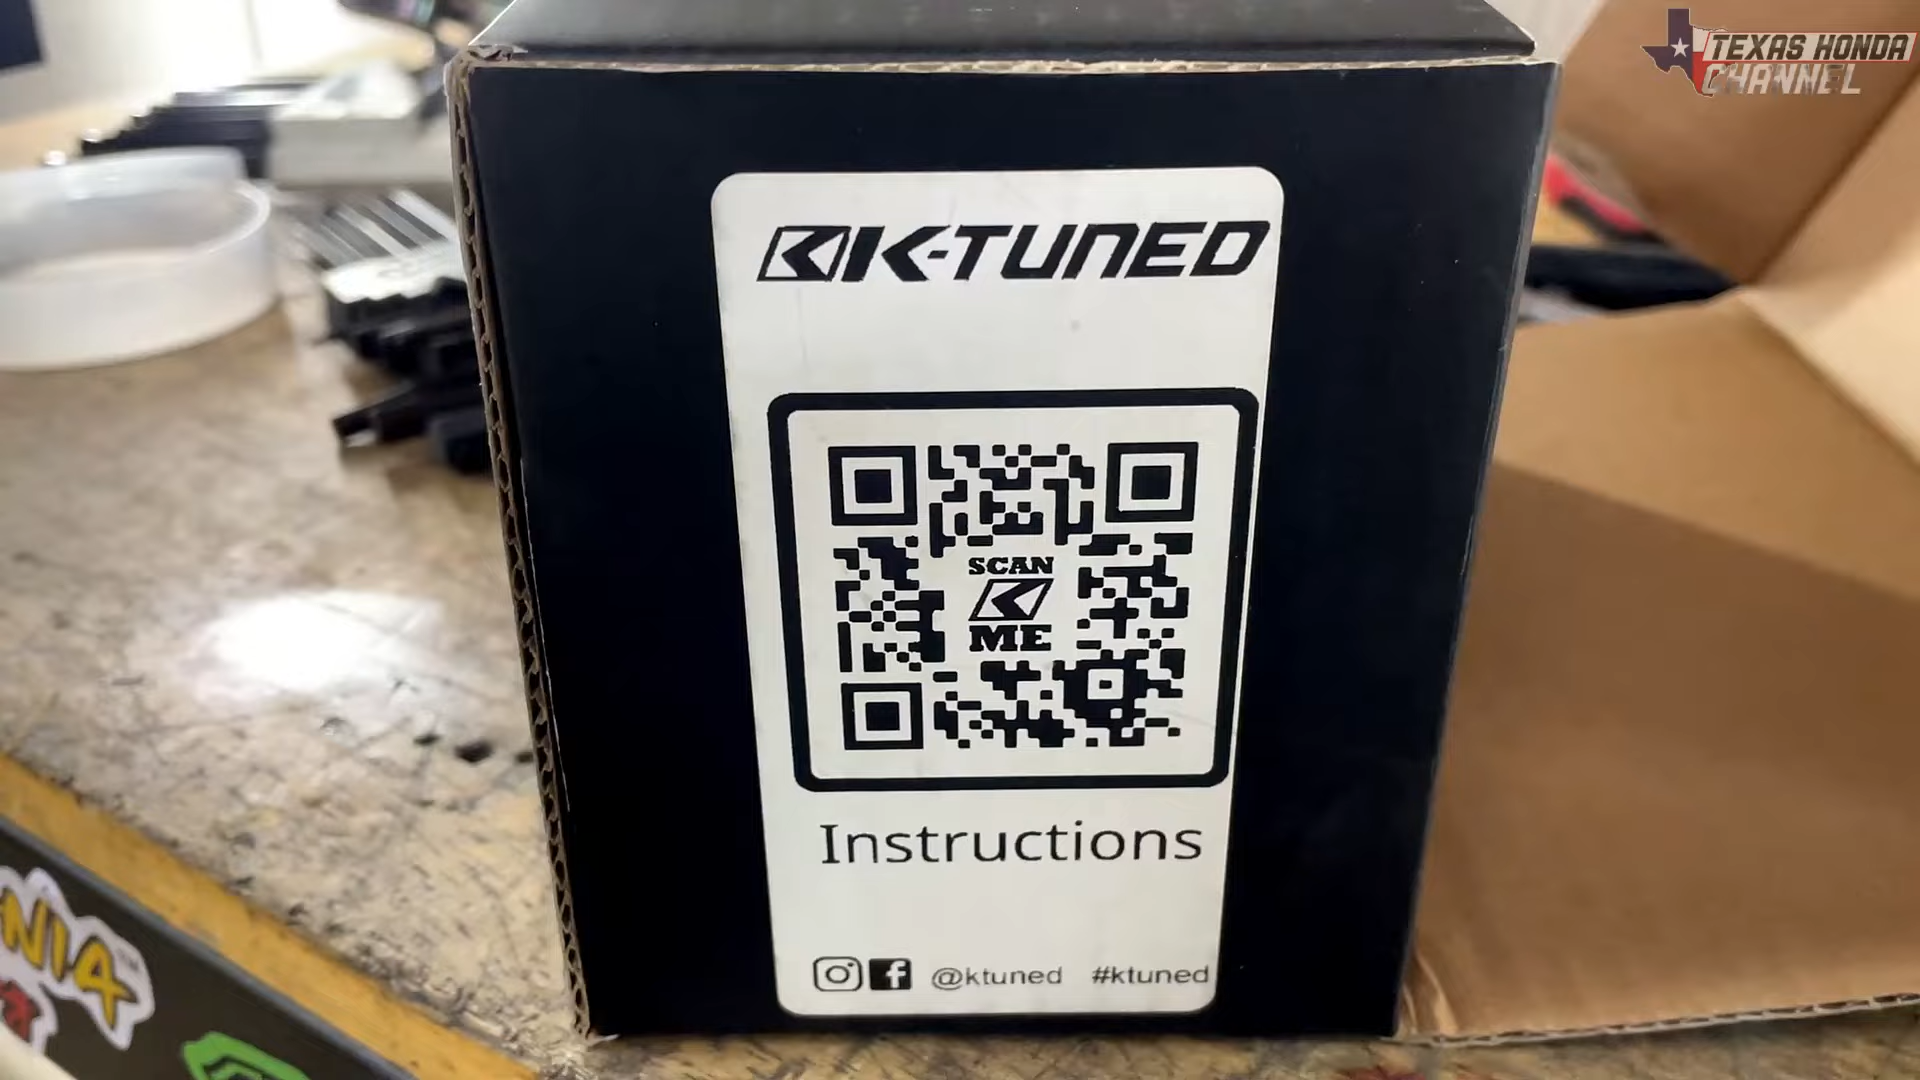 TEXAS HONDA
CHANNEL
K-TUNED
SCAN
ME
Instructions
@ktuned #ktuned